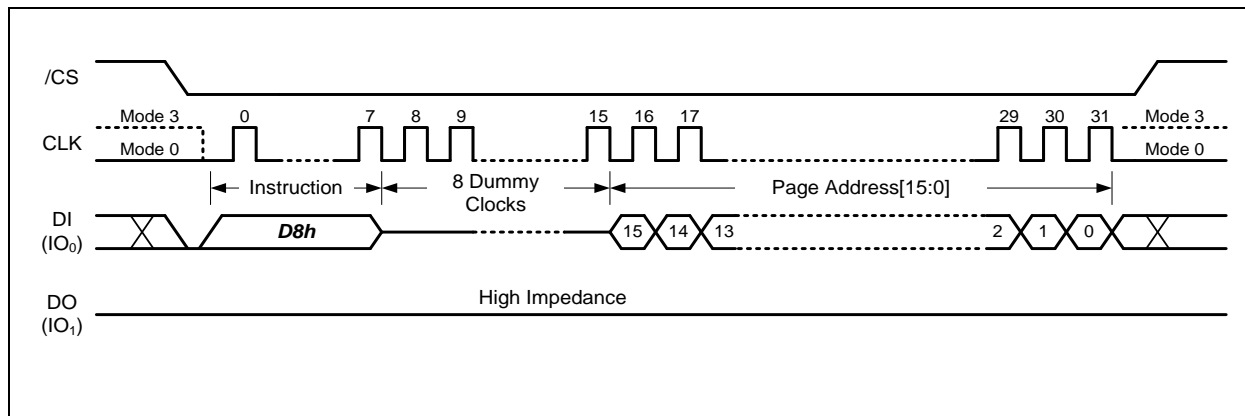 /CS
Mode 3 0 7 8 9 15 16 17 29 30 31 Mode 3
CLK
Mode 0 Mode 0
Instruction 8 Dummy Clocks Page Address[15:0]
DI
(IO0)
D8h 15 14 13 2 1 0
DO
(IO1)
High Impedance